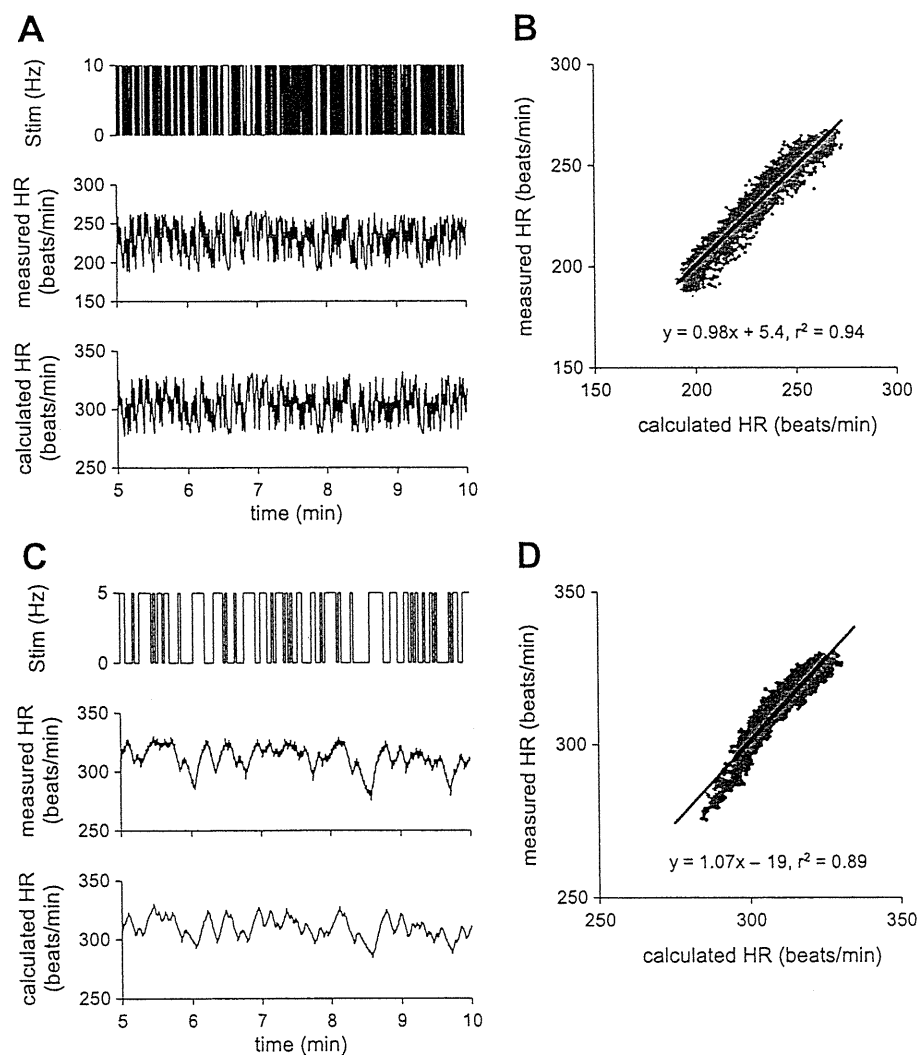 A
Stim (Hz)
10
0
measured HR
(beats/min)
300
250
200
150
calculated HR
(beats/min)
350
300
250
5 6 7 8 9 10
time (min)
B
measured HR (beats/min)
300
250
200
150
y = 0.98x + 5.4, r² = 0.94
150 200 250 300
calculated HR (beats/min)
C
Stim (Hz)
5
0
measured HR
(beats/min)
350
300
250
calculated HR
(beats/min)
350
300
250
5 6 7 8 9 10
time (min)
D
measured HR (beats/min)
350
300
250
y = 1.07x – 19, r² = 0.89
250 300 350
calculated HR (beats/min)